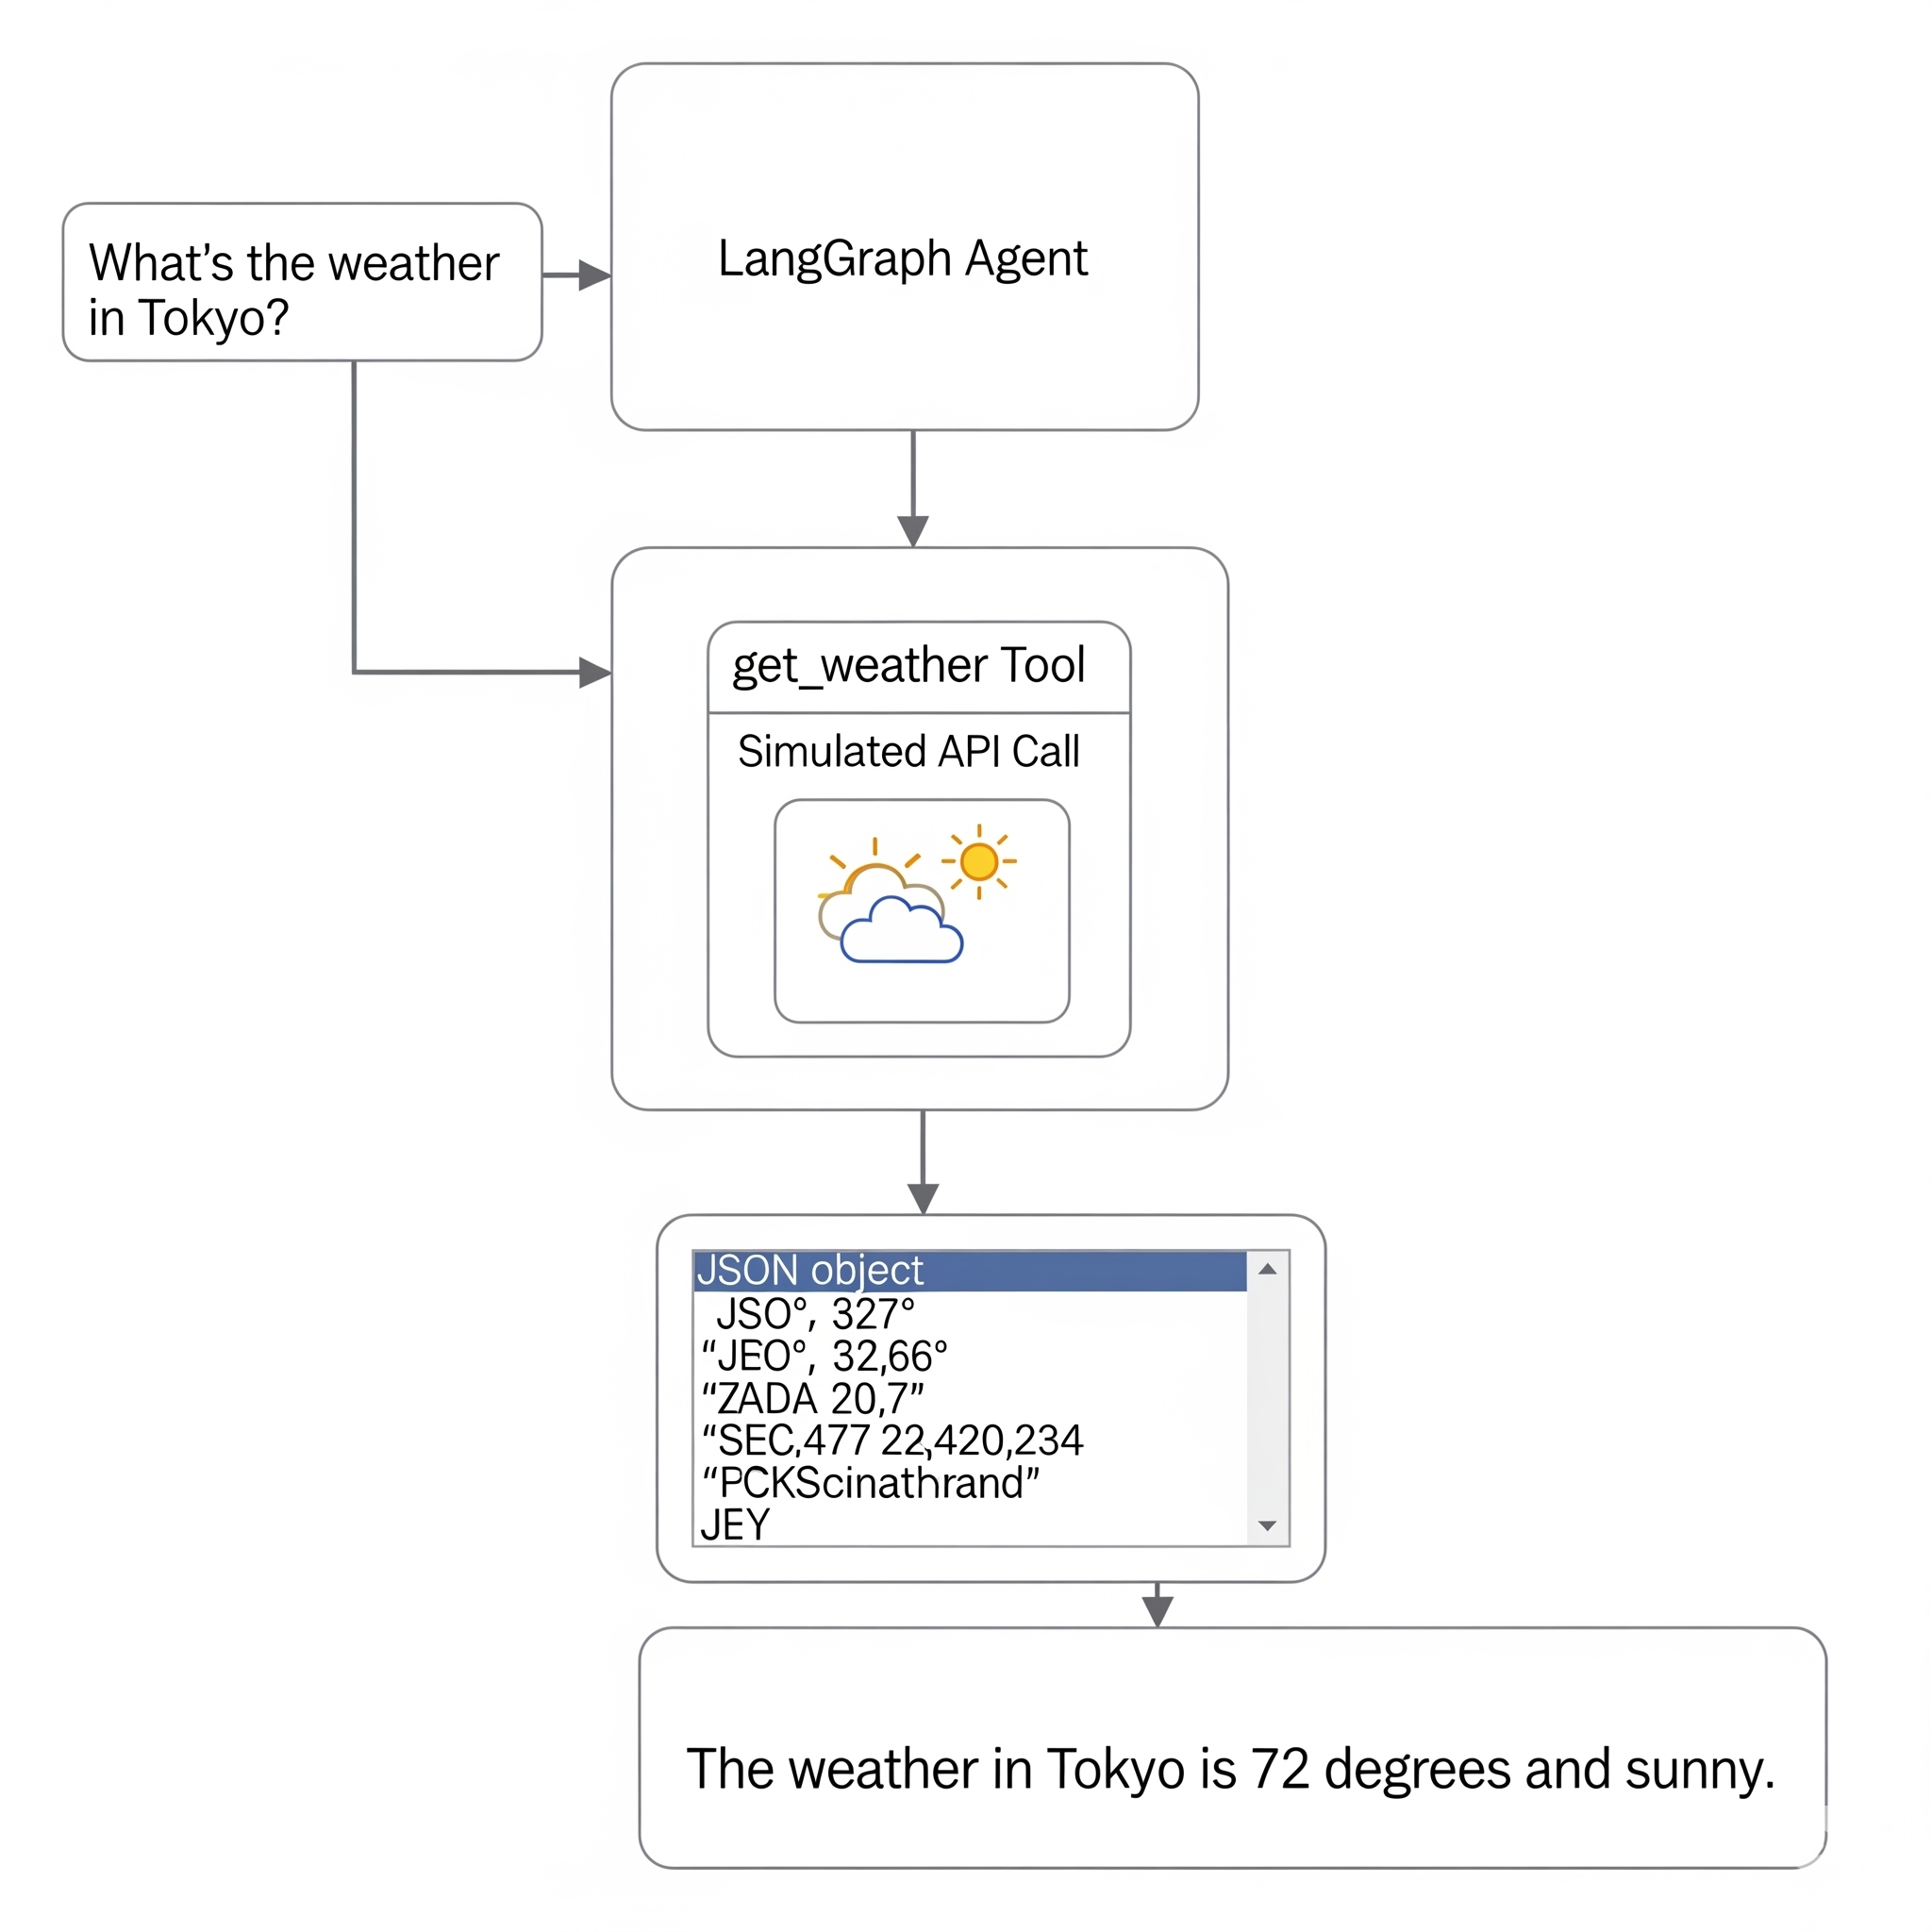 What's the weather
in Tokyo?
LangGraph Agent
get_weather Tool
Simulated API Call
JSON object
JSO°, 327°
“JEO°, 32,66°
“ZADA 20,7”
“SEC,477 22,420,234
“PCKScinathrand”
JEY
The weather in Tokyo is 72 degrees and sunny.